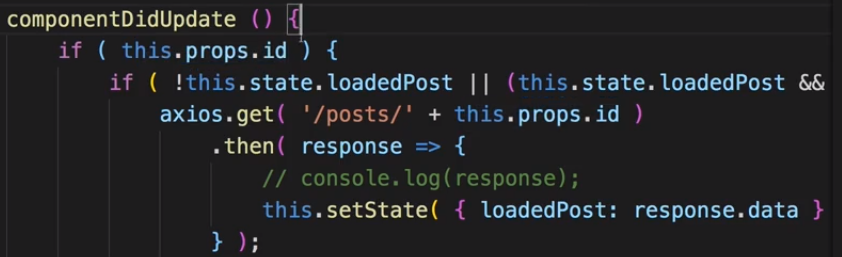 componentDidUpdate () {
if ( this.props.id ) {
if ( !this.state.loadedPost || (this.state.loadedPost &&
axios.get( '/posts/' + this.props.id )
.then( response => {
// console.log(response);
this.setState( { loadedPost: response.data }
} );